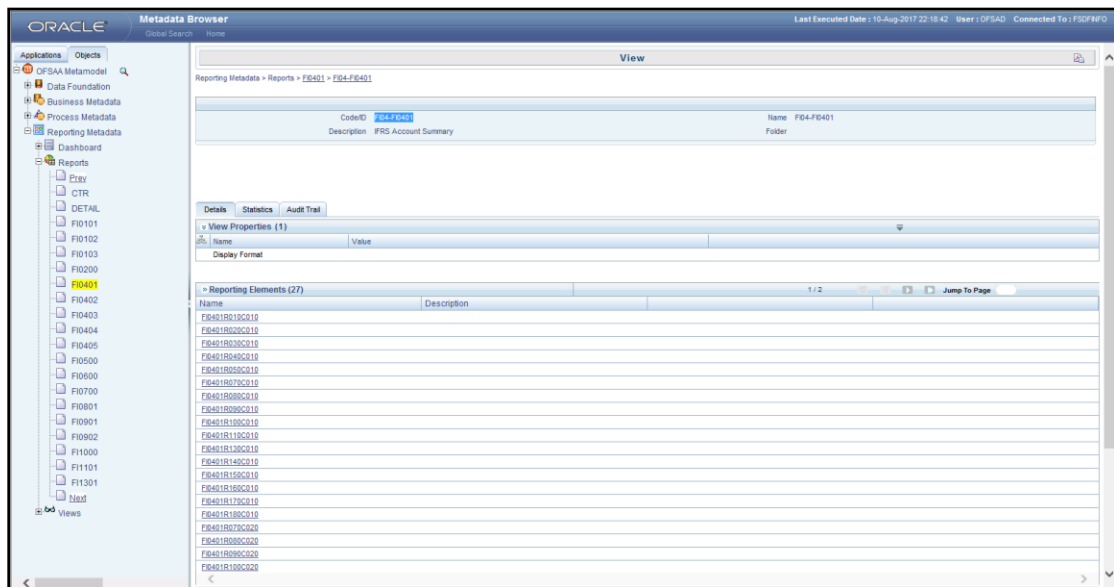 ORACLE
Metadata Browser
Last Executed Date : 10-Aug-2017 22:18:42 User : OFSAD Connected To : FSDFINFO
Global Search Home
Applications Objects
OFSAA Metamodel
Data Foundation
Business Metadata
Process Metadata
Reporting Metadata
Dashboard
Reports
Prev
CTR
DETAIL
FI0101
FI0102
FI0103
FI0200
FI0401
FI0402
FI0403
FI0404
FI0405
FI0500
FI0600
FI0700
FI0801
FI0901
FI0902
FI1000
FI1101
FI1301
Next
Views
View
Reporting Metadata > Reports > FI0401 > FI04-FI0401
Code/ID FI04-FI0401 Name FI04-FI0401
Description IFRS Account Summary Folder
Details Statistics Audit Trail
View Properties (1)
Name Value
Display Format
Reporting Elements (27) 1 / 2 Jump To Page
Name Description
FI0401R010C010
FI0401R020C010
FI0401R030C010
FI0401R040C010
FI0401R050C010
FI0401R070C010
FI0401R080C010
FI0401R090C010
FI0401R100C010
FI0401R110C010
FI0401R130C010
FI0401R140C010
FI0401R150C010
FI0401R160C010
FI0401R170C010
FI0401R180C010
FI0401R070C020
FI0401R080C020
FI0401R090C020
FI0401R100C020